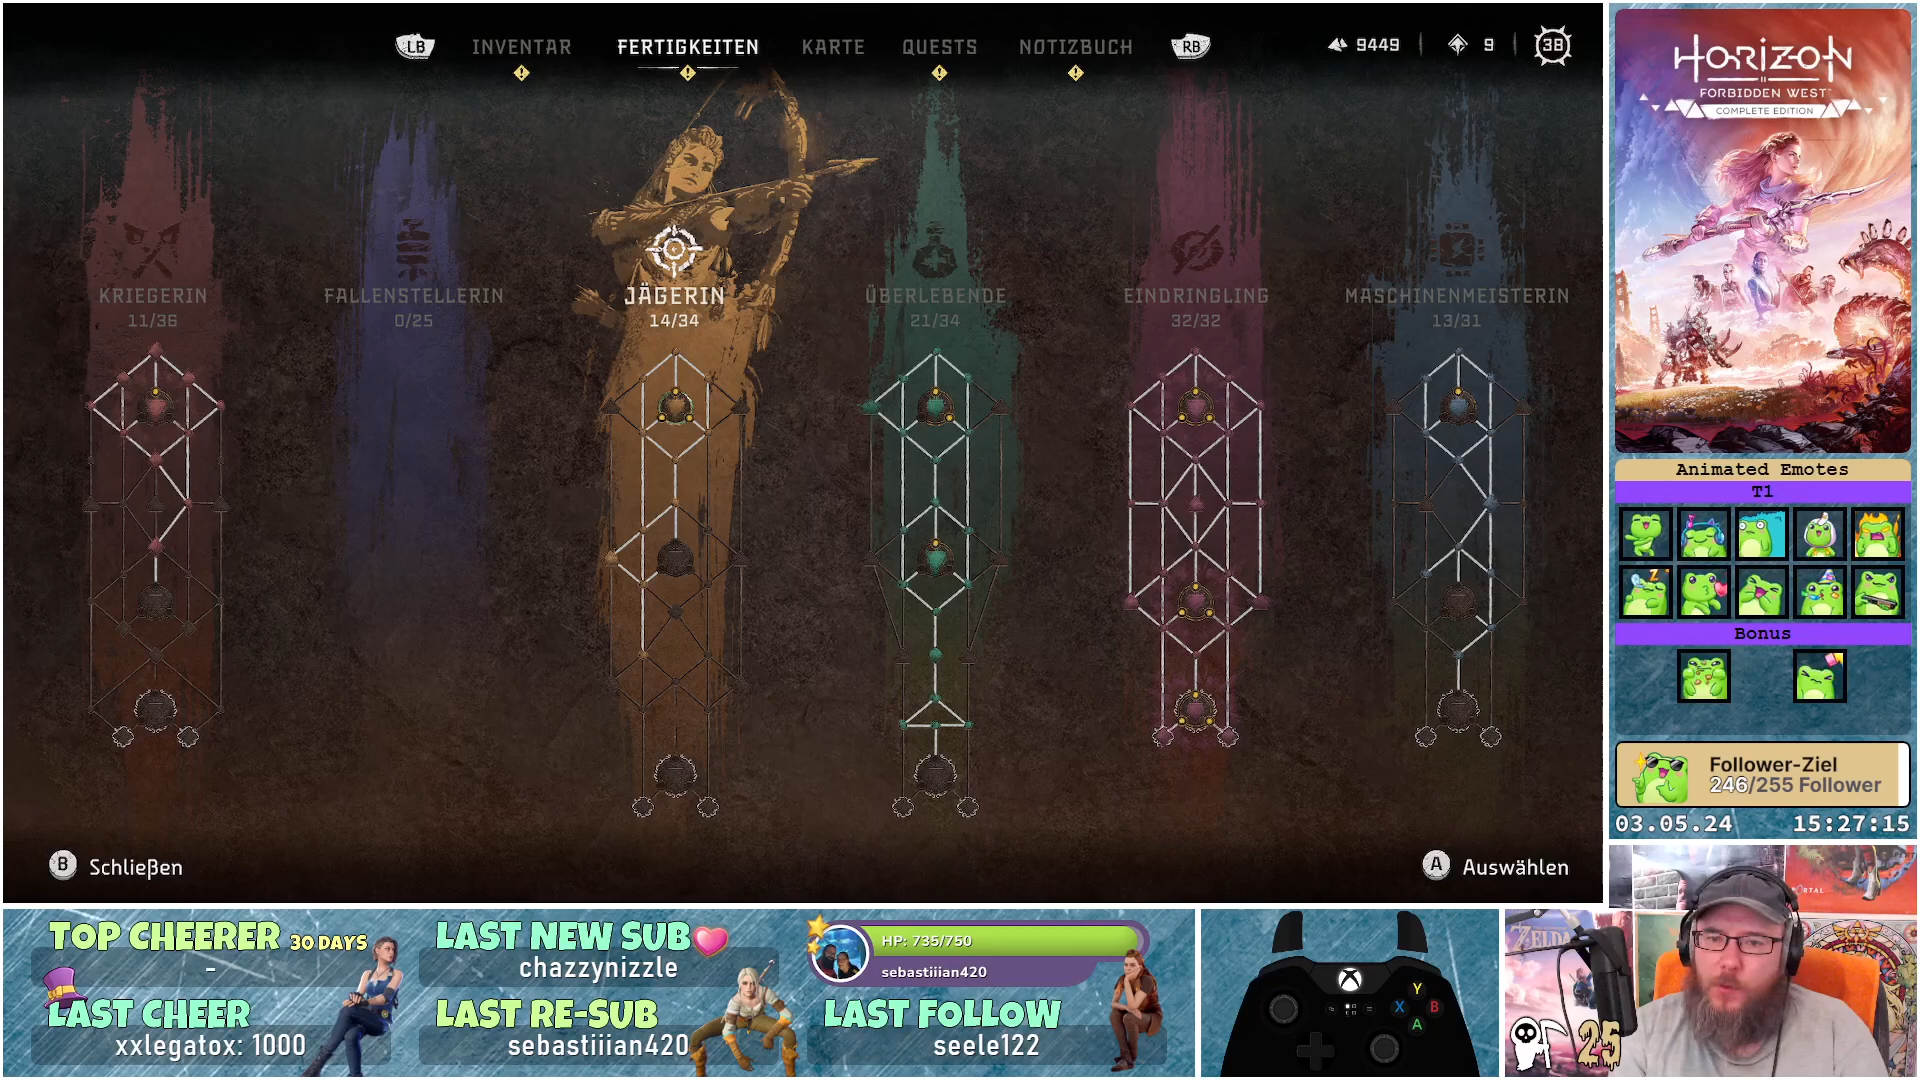 LB INVENTAR FERTIGKEITEN KARTE QUESTS NOTIZBUCH RB 9449 9 38
KRIEGERIN
11/36
FALLENSTELLERIN
0/25
JÄGERIN
14/34
ÜBERLEBENDE
21/34
EINDRINGLING
32/32
MASCHINENMEISTERIN
13/31
B Schließen
A Auswählen
HORIZON
FORBIDDEN WEST
COMPLETE EDITION
Animated Emotes
T1
Bonus
Follower-Ziel
246/255 Follower
03.05.24 15:27:15
TOP CHEERER 30 DAYS
-
LAST CHEER
xxlegatox: 1000
LAST NEW SUB
chazzynizzle
LAST RE-SUB
sebastiiian420
HP: 735/750
sebastiiian420
LAST FOLLOW
seele122
Y
X B
A
PORTAL
ZELDA
25